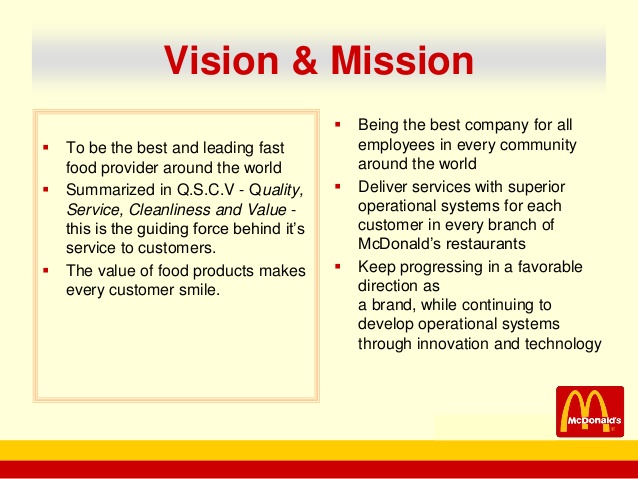 Vision & Mission
To be the best and leading fast
food provider around the world
Summarized in Q.S.C.V - Quality,
Service, Cleanliness and Value -
this is the guiding force behind it's
service to customers.
The value of food products makes
every customer smile.
Being the best company for all
employees in every community
around the world
Deliver services with superior
operational systems for each
customer in every branch of
McDonald's restaurants
Keep progressing in a favorable
direction as
a brand, while continuing to
develop operational systems
through innovation and technology
McDonald's